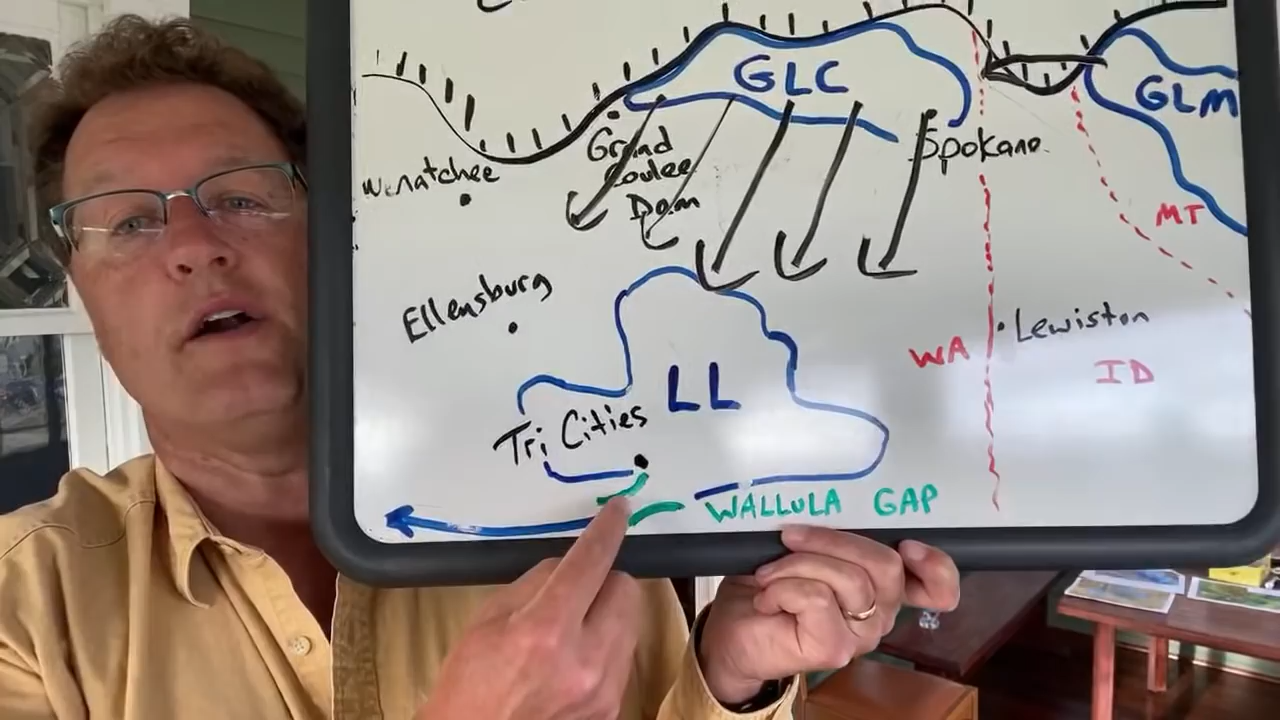 GLC
GLM
Grand
Coulee
Dam
Spokane
Wenatchee
MT
Ellensburg
Lewiston
WA
ID
LL
Tri Cities
WALLULA GAP